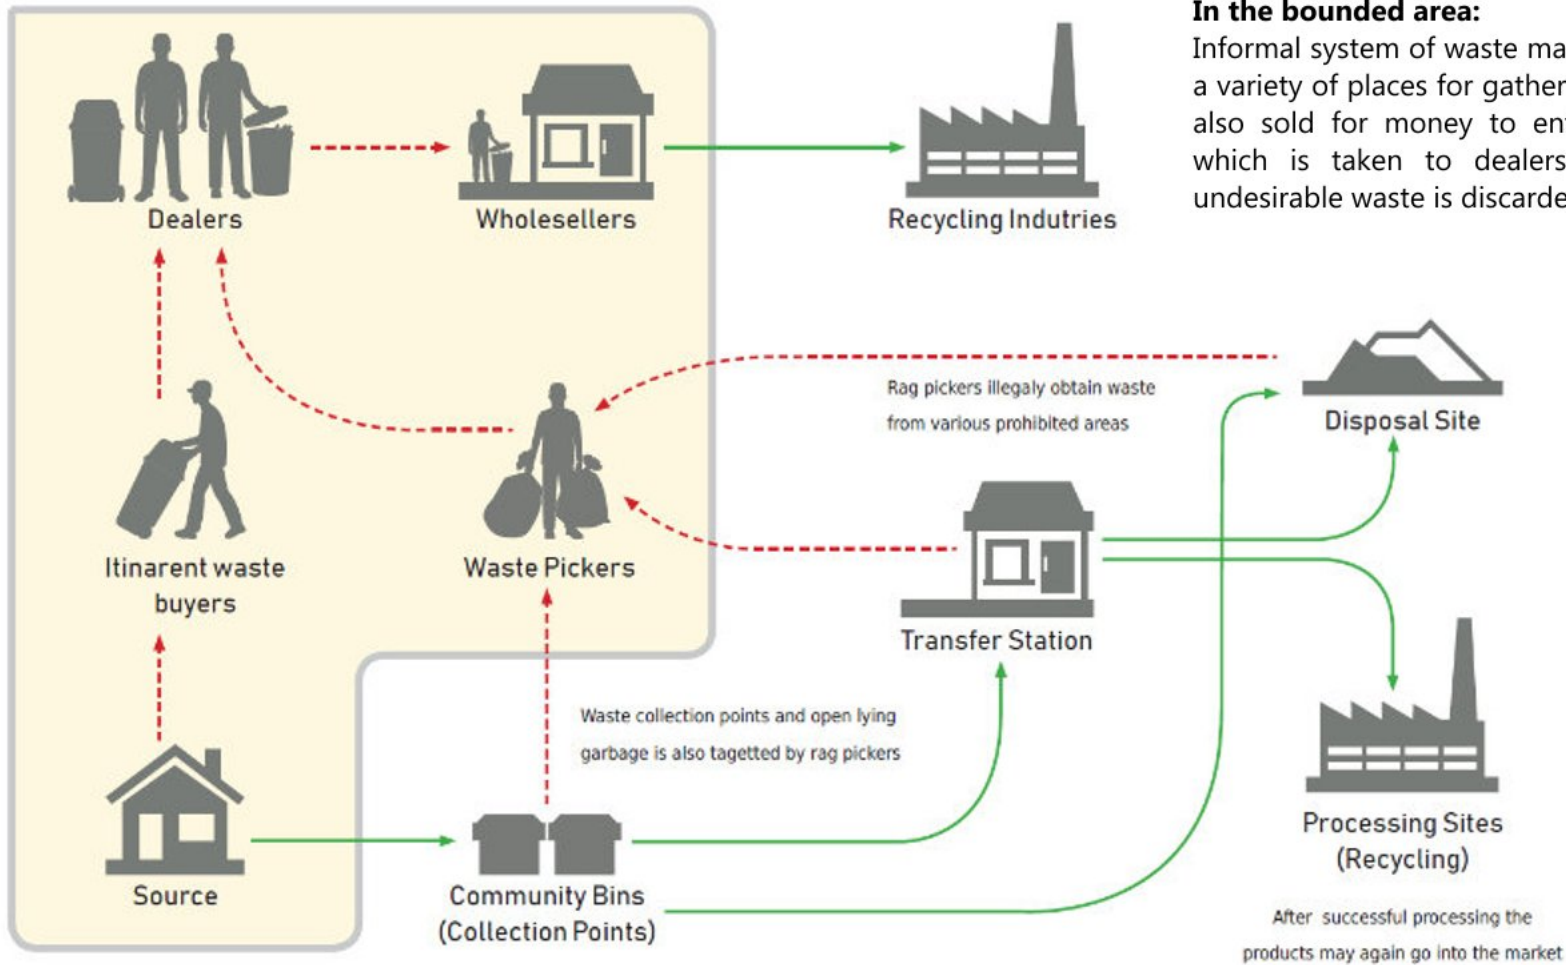 In the bounded area:
Informal system of waste ma
a variety of places for gather
also sold for money to en
which is taken to dealers
undesirable waste is discarde
Dealers
Wholesellers
Recycling Indutries
Rag pickers illegaly obtain waste
from various prohibited areas
Disposal Site
Itinarent waste
buyers
Waste Pickers
Transfer Station
Waste collection points and open lying
garbage is also tagetted by rag pickers
Processing Sites
(Recycling)
Source
Community Bins
(Collection Points)
After successful processing the
products may again go into the market